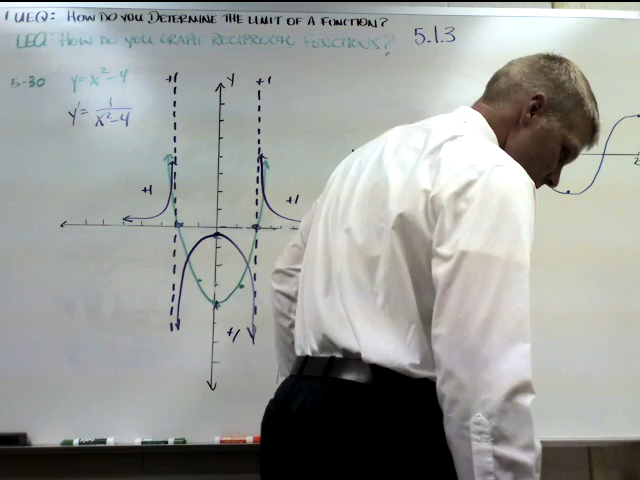 UEQ: HOW DO YOU DETERMINE THE LIMIT OF A FUNCTION?
LEQ: HOW DO YOU GRAPH RECIPROCAL FUNCTIONS? 5.1.3
5-30 y=x²-4
y=1/(x²-4)
+1 y +1
+1 +1
+1
2